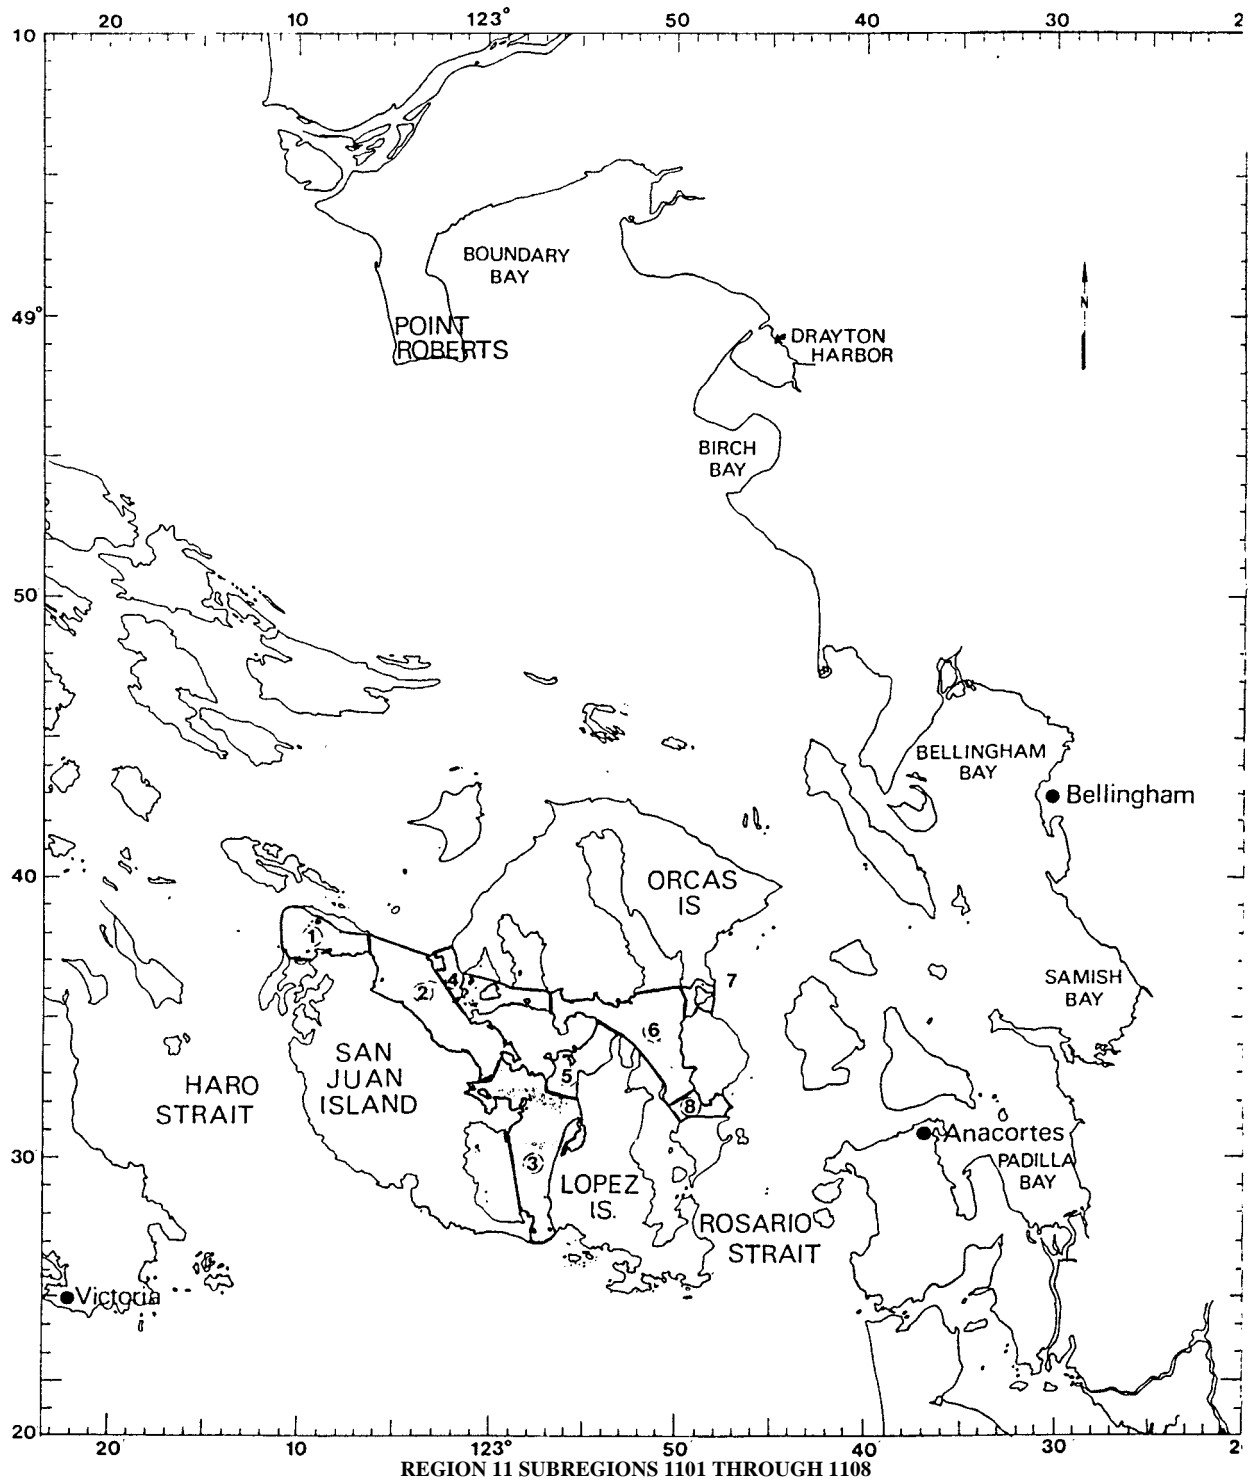 20 10 123° 50 40 30 2
10
BOUNDARY
BAY
49°
POINT
ROBERTS
N
DRAYTON
HARBOR
BIRCH
BAY
50
BELLINGHAM
BAY
Bellingham
40
ORCAS
IS
1
7
4
2
SAMISH
BAY
6
SAN
JUAN
ISLAND
HARO
STRAIT
5
8
Anacortes
30
3
PADILLA
BAY
LOPEZ
IS.
ROSARIO
STRAIT
Victoria
20
20 10 123° 50 40 30 2
REGION 11 SUBREGIONS 1101 THROUGH 1108